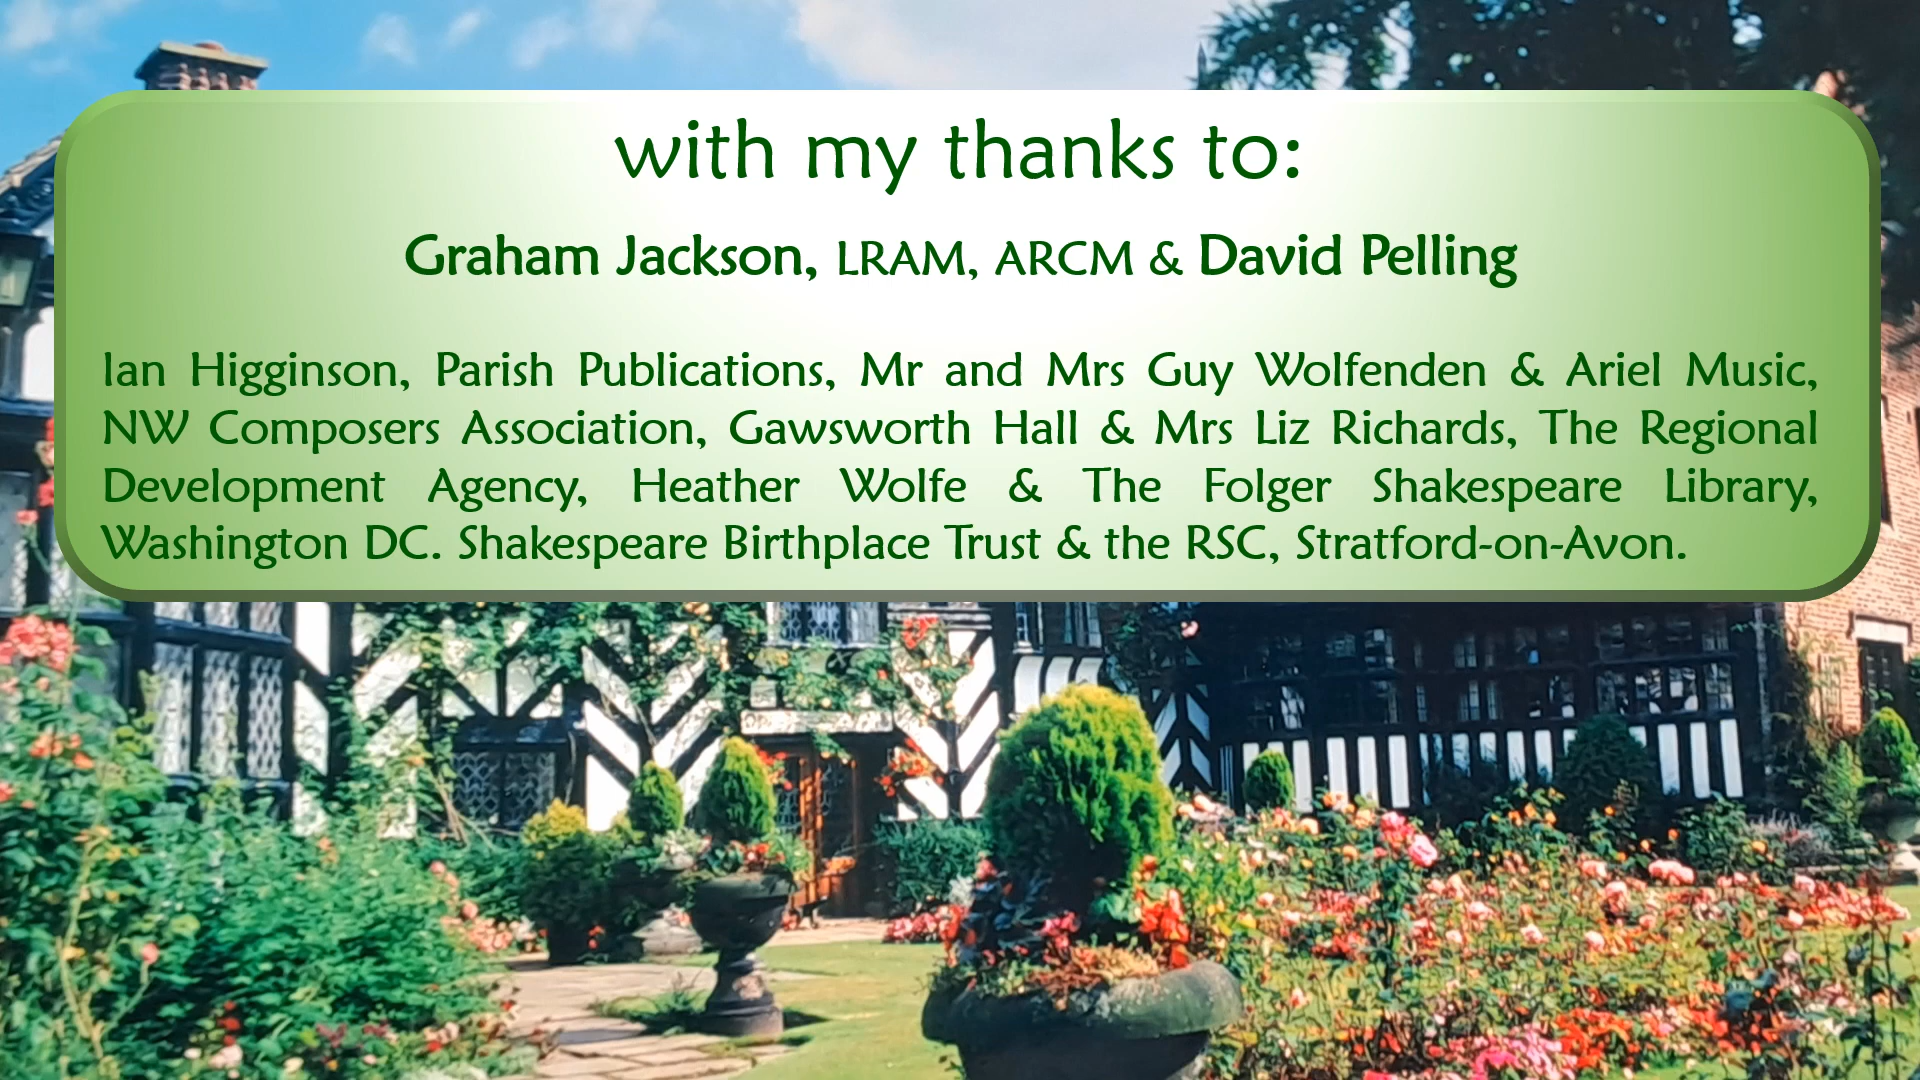 with my thanks to:
Graham Jackson, LRAM, ARCM & David Pelling
Ian Higginson, Parish Publications, Mr and Mrs Guy Wolfenden & Ariel Music,
NW Composers Association, Gawsworth Hall & Mrs Liz Richards, The Regional
Development Agency, Heather Wolfe & The Folger Shakespeare Library,
Washington DC. Shakespeare Birthplace Trust & the RSC, Stratford-on-Avon.